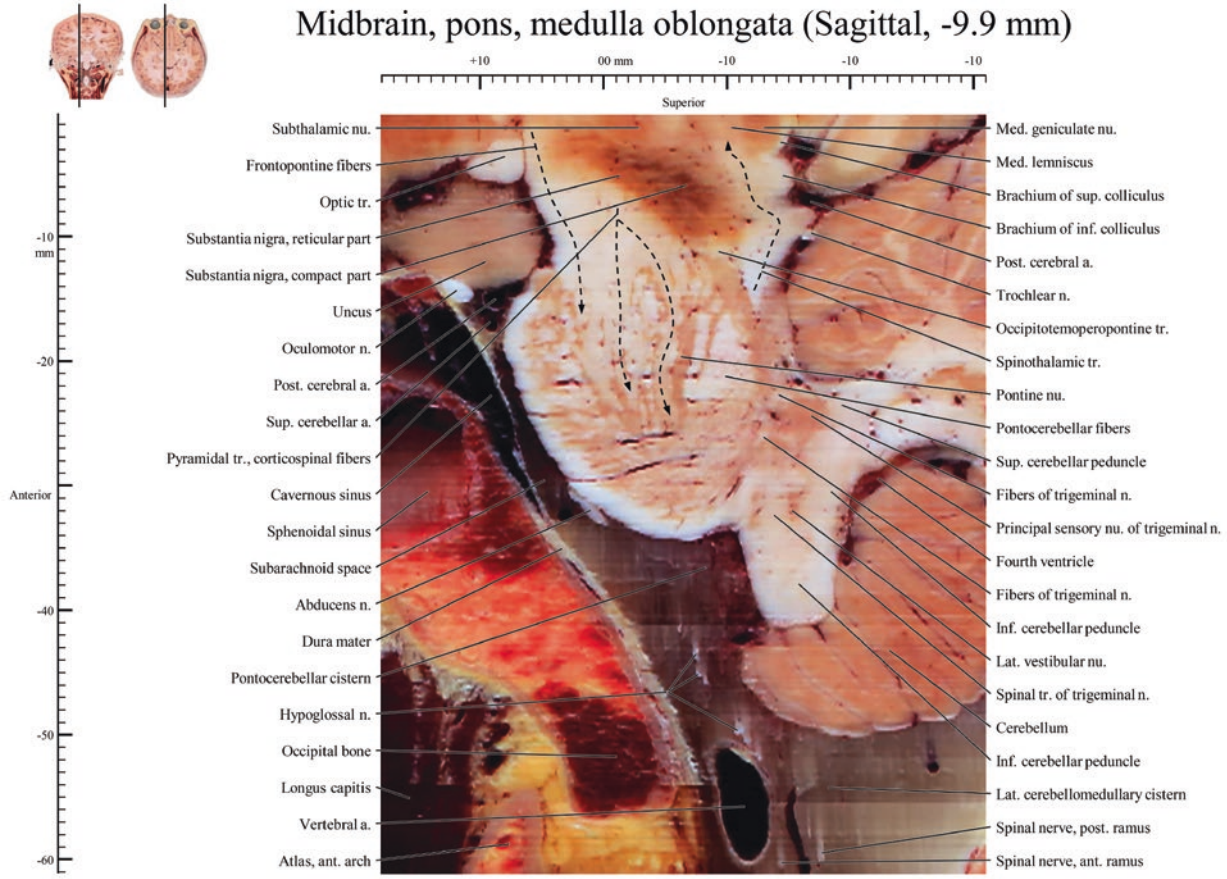 Midbrain, pons, medulla oblongata (Sagittal, -9.9 mm)
+10 00 mm -10 -10 -10
Superior
Subthalamic nu.
Frontopontine fibers
Optic tr.
Substantia nigra, reticular part
Substantia nigra, compact part
Uncus
Oculomotor n.
Post. cerebral a.
Sup. cerebellar a.
Pyramidal tr., corticospinal fibers
Cavernous sinus
Sphenoidal sinus
Subarachnoid space
Abducens n.
Dura mater
Pontocerebellar cistern
Hypoglossal n.
Occipital bone
Longus capitis
Vertebral a.
Atlas, ant. arch
-10
mm
-20
Anterior
-40
-50
-60
Med. geniculate nu.
Med. lemniscus
Brachium of sup. colliculus
Brachium of inf. colliculus
Post. cerebral a.
Trochlear n.
Occipitotemoperopontine tr.
Spinothalamic tr.
Pontine nu.
Pontocerebellar fibers
Sup. cerebellar peduncle
Fibers of trigeminal n.
Principal sensory nu. of trigeminal n.
Fourth ventricle
Fibers of trigeminal n.
Inf. cerebellar peduncle
Lat. vestibular nu.
Spinal tr. of trigeminal n.
Cerebellum
Inf. cerebellar peduncle
Lat. cerebellomedullary cistern
Spinal nerve, post. ramus
Spinal nerve, ant. ramus